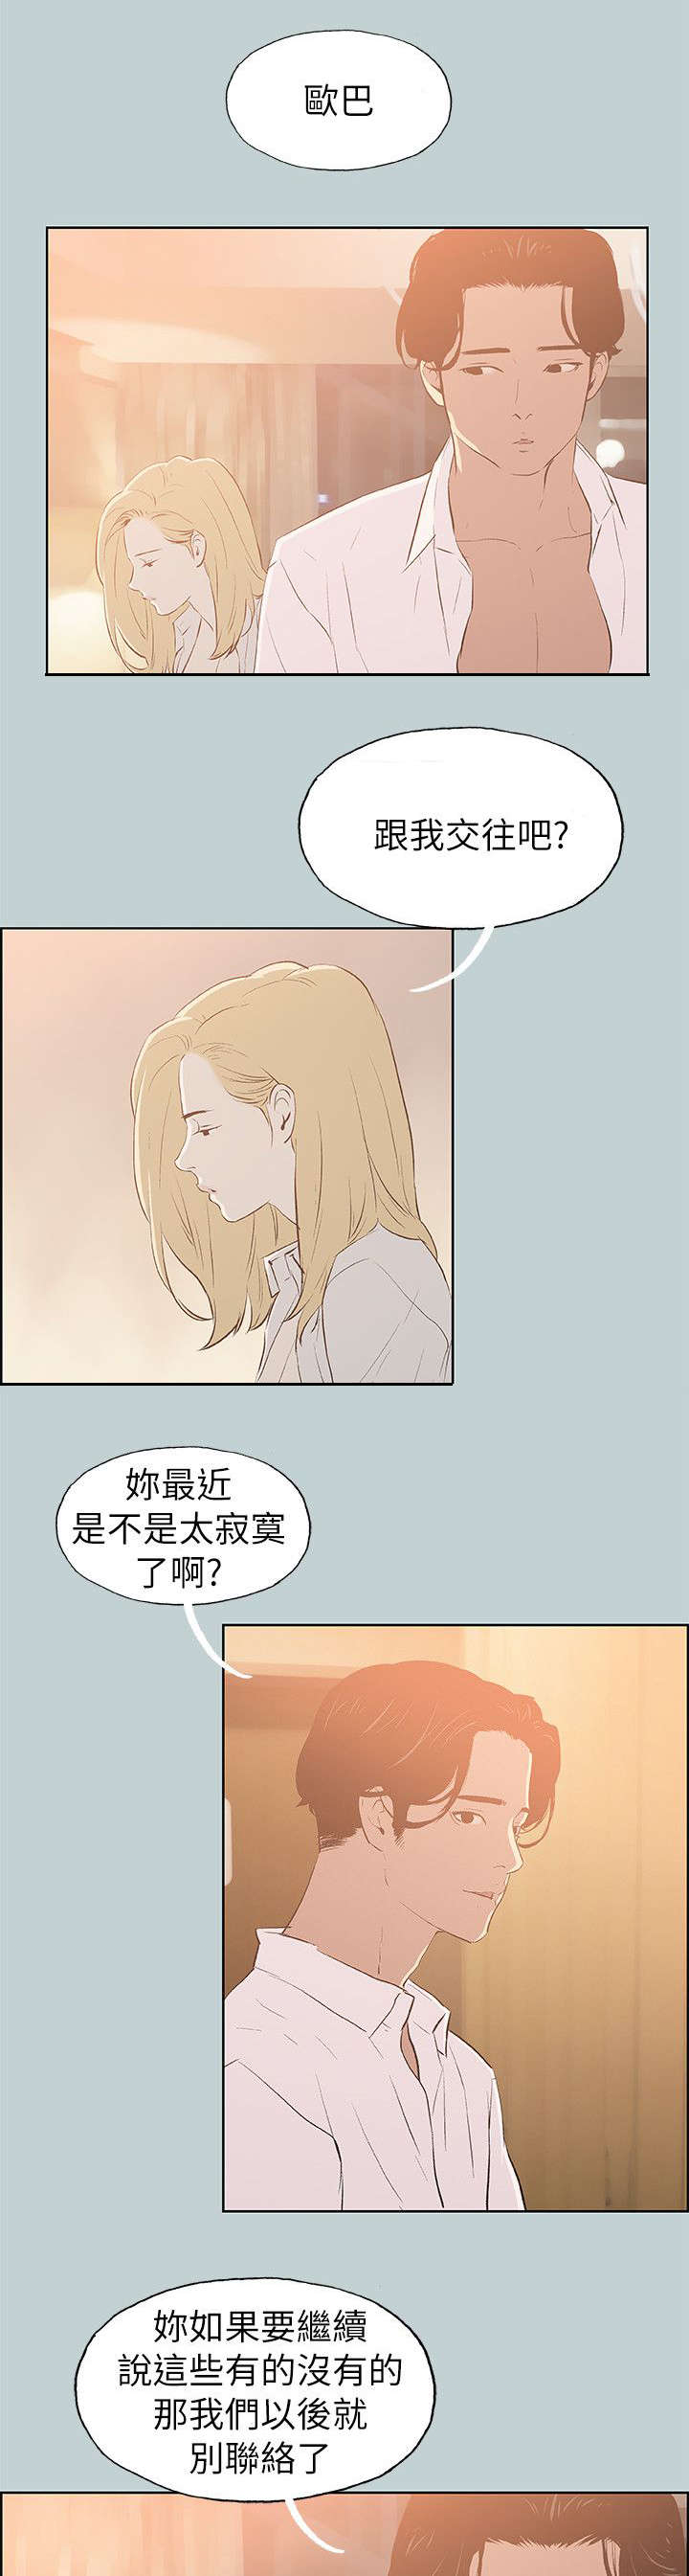 歐巴
跟我交往吧?
妳最近
是不是太寂寞
了啊?
妳如果要繼續
說這些有的沒有的
那我們以後就
別聯絡了